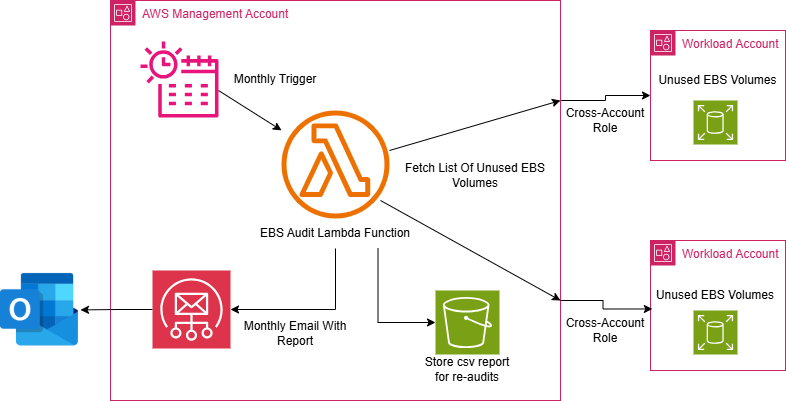 AWS Management Account
Workload Account
Monthly Trigger
Unused EBS Volumes
Cross-Account
Role
Fetch List Of Unused EBS
Volumes
EBS Audit Lambda Function
Workload Account
Unused EBS Volumes
O
Monthly Email With
Report
Cross-Account
Role
Store csv report
for re-audits